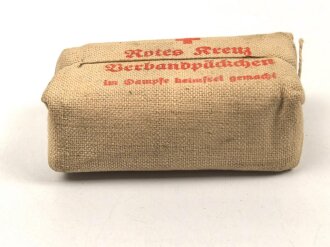 Rotes Kreuz
Verbandpäckchen
im Dampfe keimfrei gemacht